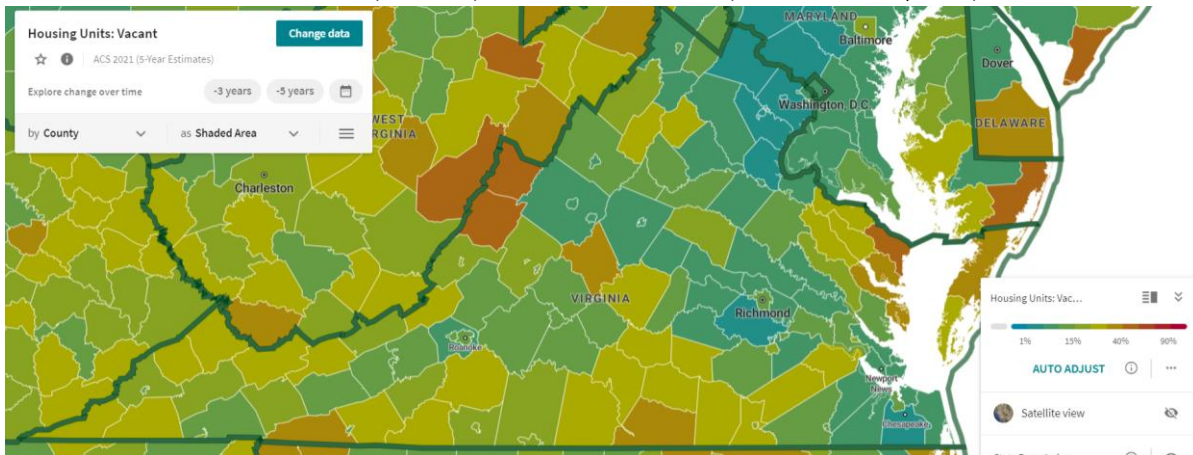 Housing Units: Vacant
Change data
ACS 2021 (5-Year Estimates)
Explore change over time
-3 years
-5 years
by County
as Shaded Area
WEST
VIRGINIA
Charleston
MARYLAND
Baltimore
Dover
Washington, D.C.
DELAWARE
VIRGINIA
Richmond
Roanoke
Newport
News
Chesapeake
Housing Units: Vac...
1% 15% 40% 90%
AUTO ADJUST
Satellite view